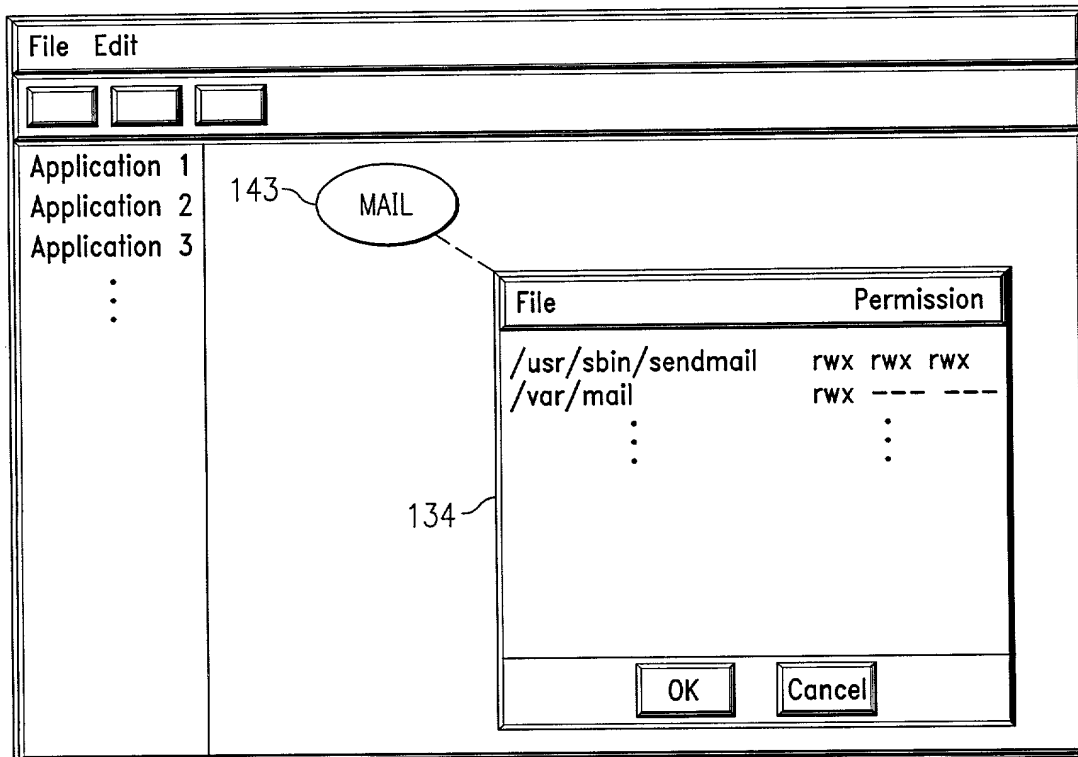 File Edit
Application 1
Application 2
Application 3
143
MAIL
File Permission
/usr/sbin/sendmail rwx rwx rwx
/var/mail rwx --- ---
134
OK Cancel